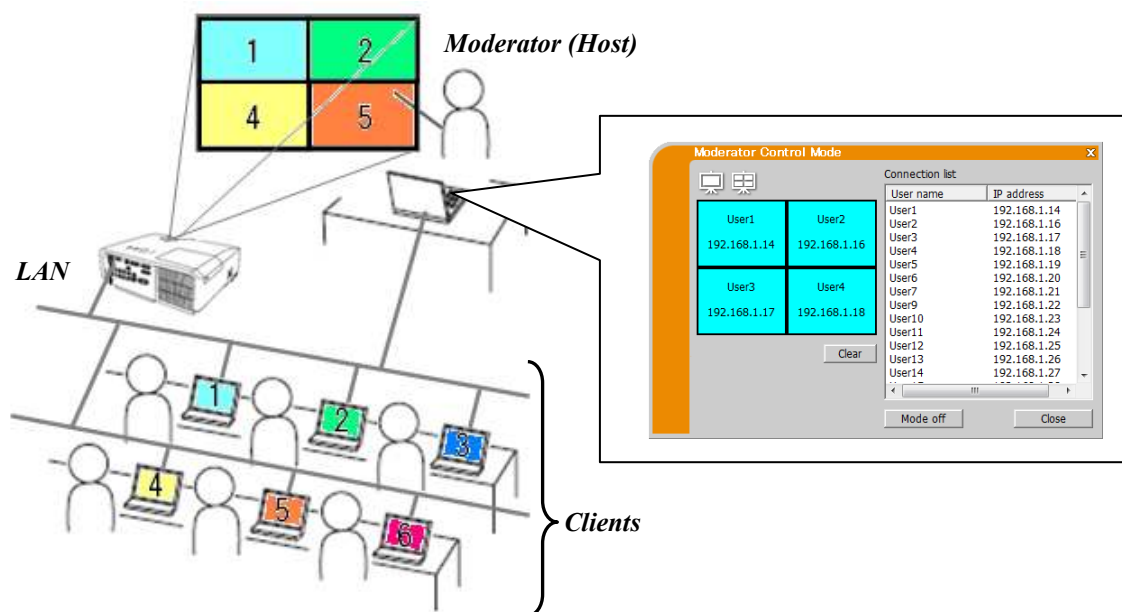 1 2
4 5
Moderator (Host)
LAN
1
2
3
4
5
6
Clients
Moderator Control Mode x
Connection list
User name IP address
User1 192.168.1.14
User2 192.168.1.16
User3 192.168.1.17
User4 192.168.1.18
User5 192.168.1.19
User6 192.168.1.20
User7 192.168.1.21
User9 192.168.1.22
User10 192.168.1.23
User11 192.168.1.24
User12 192.168.1.25
User13 192.168.1.26
User14 192.168.1.27
User1 User2
192.168.1.14 192.168.1.16
User3 User4
192.168.1.17 192.168.1.18
Clear
Mode off Close